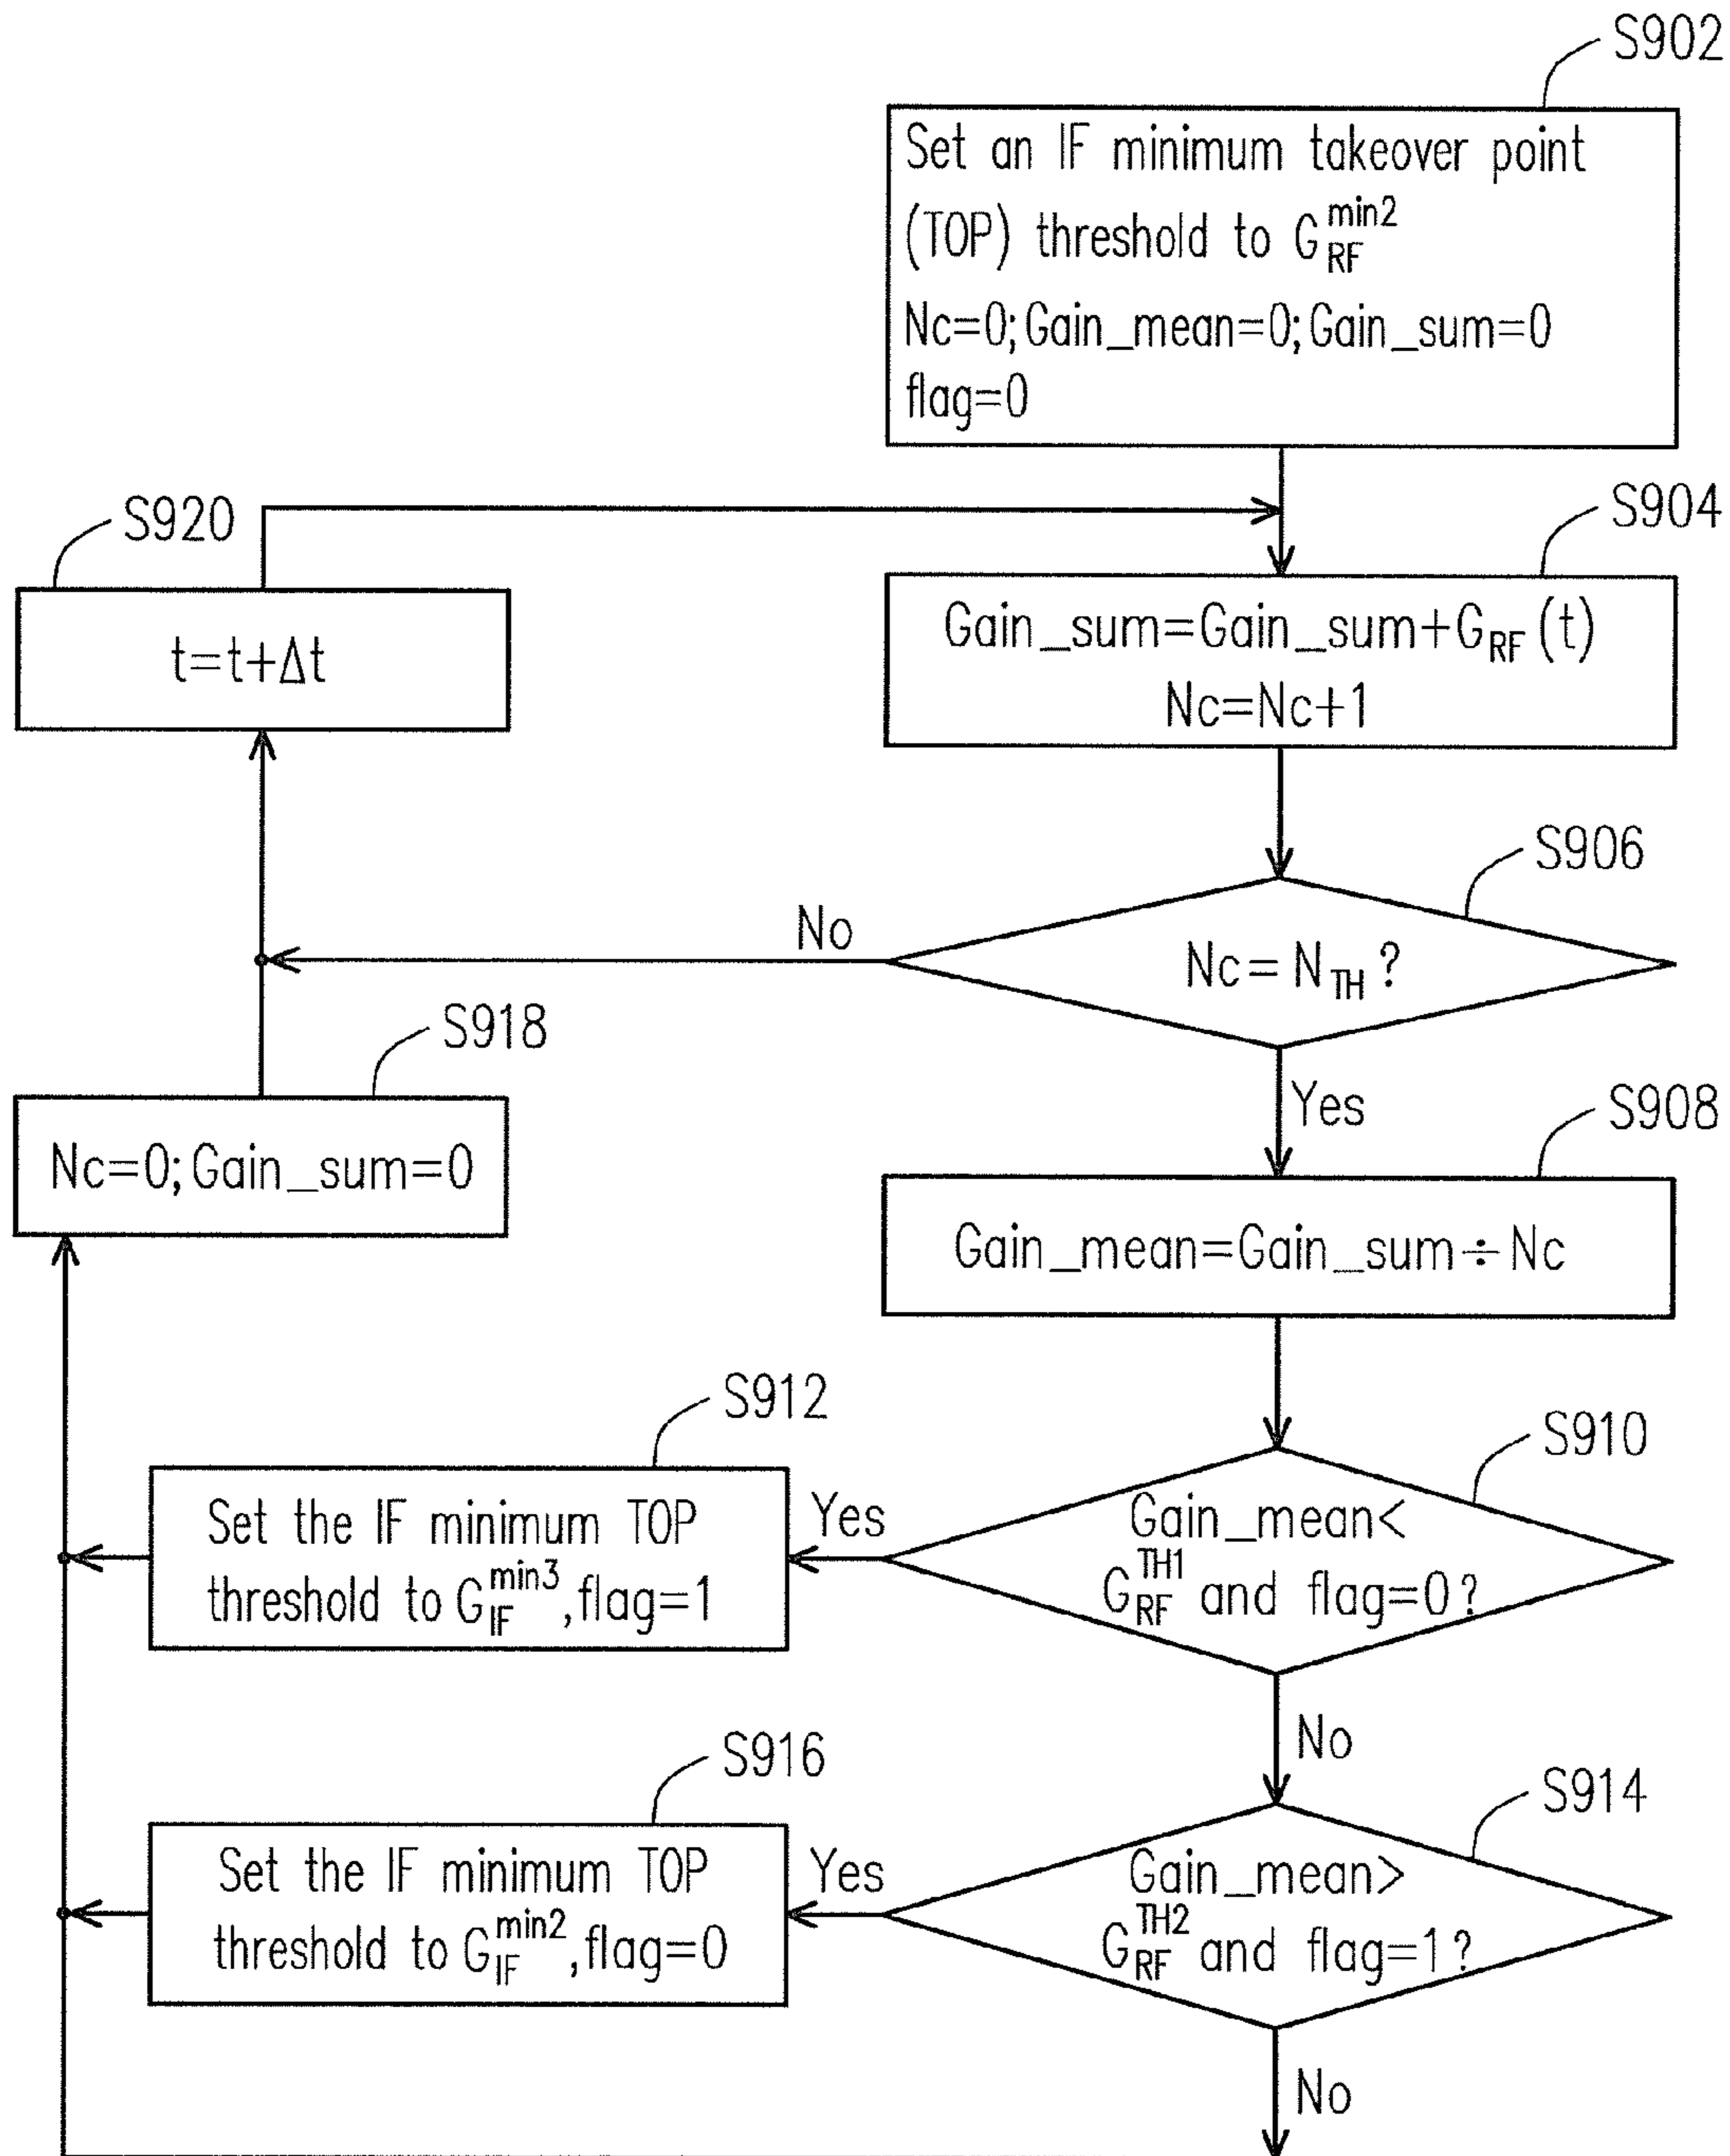 S902
Set an IF minimum takeover point
(TOP) threshold to G_RF^min2
Nc=0;Gain_mean=0;Gain_sum=0
flag=0
S920
t=t+Δt
S904
Gain_sum=Gain_sum+G_RF(t)
Nc=Nc+1
S906
Nc=N_TH?
No
Yes
S918
Nc=0;Gain_sum=0
S908
Gain_mean=Gain_sum÷Nc
S912
Set the IF minimum TOP
threshold to G_IF^min3,flag=1
Yes
S910
Gain_mean<
G_RF^TH1 and flag=0?
No
S916
Set the IF minimum TOP
threshold to G_IF^min2,flag=0
Yes
S914
Gain_mean>
G_RF^TH2 and flag=1?
No